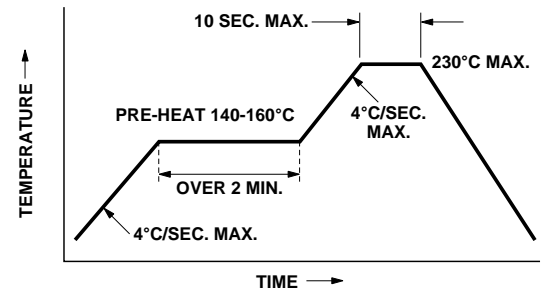 10 SEC. MAX.
230°C MAX.
PRE-HEAT 140-160°C
4°C/SEC.
MAX.
OVER 2 MIN.
4°C/SEC. MAX.
TEMPERATURE
TIME